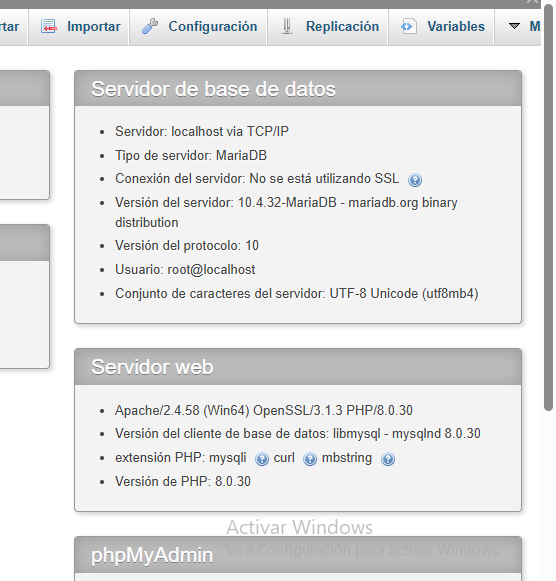 rtar Importar Configuración Replicación Variables M
Servidor de base de datos
Servidor: localhost via TCP/IP
Tipo de servidor: MariaDB
Conexión del servidor: No se está utilizando SSL
Versión del servidor: 10.4.32-MariaDB - mariadb.org binary
distribution
Versión del protocolo: 10
Usuario: root@localhost
Conjunto de caracteres del servidor: UTF-8 Unicode (utf8mb4)
Servidor web
Apache/2.4.58 (Win64) OpenSSL/3.1.3 PHP/8.0.30
Versión del cliente de base de datos: libmysql - mysqlnd 8.0.30
extensión PHP: mysqli curl mbstring
Versión de PHP: 8.0.30
Activar Windows
Ve a Configuración para activar Windows.
phpMyAdmin